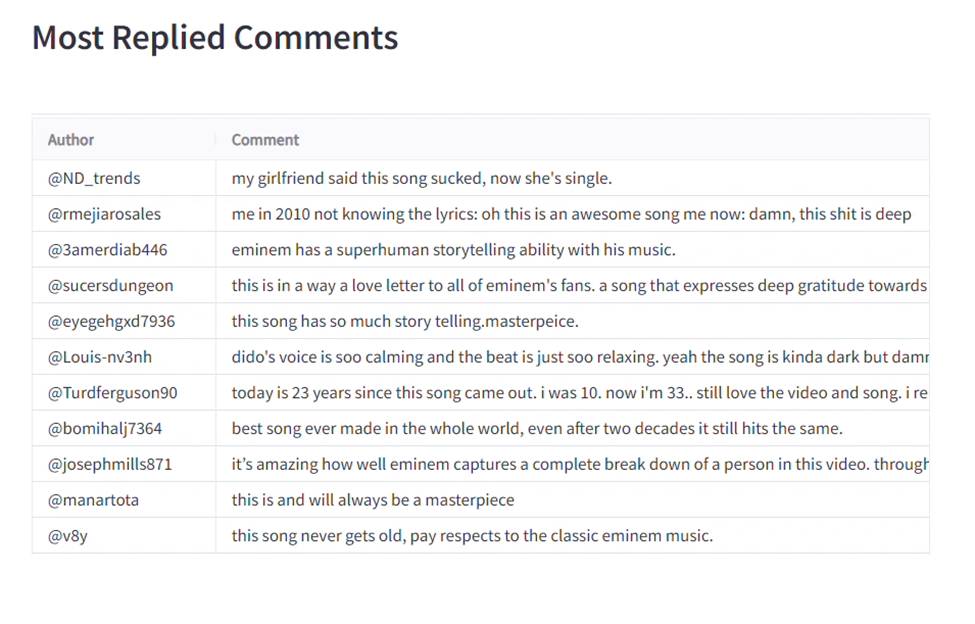 Most Replied Comments
Author Comment
@ND_trends my girlfriend said this song sucked, now she's single.
@rmejiarosales me in 2010 not knowing the lyrics: oh this is an awesome song me now: damn, this shit is deep
@3amerdiab446 eminem has a superhuman storytelling ability with his music.
@sucersdungeon this is in a way a love letter to all of eminem's fans. a song that expresses deep gratitude towards
@eyegehgxd7936 this song has so much story telling.masterpeice.
@Louis-nv3nh dido's voice is soo calming and the beat is just soo relaxing. yeah the song is kinda dark but damn
@Turdferguson90 today is 23 years since this song came out. i was 10. now i'm 33.. still love the video and song. i re
@bomihalj7364 best song ever made in the whole world, even after two decades it still hits the same.
@josephmills871 it’s amazing how well eminem captures a complete break down of a person in this video. through
@manartota this is and will always be a masterpiece
@v8y this song never gets old, pay respects to the classic eminem music.